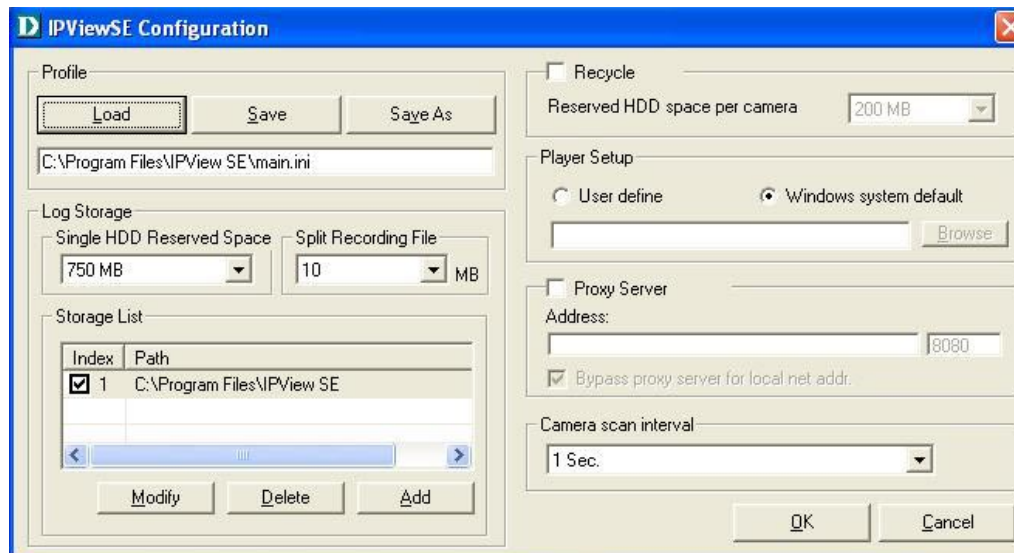 D IPViewSE Configuration
Profile
Load Save Save As
C:\Program Files\IPView SE\main.ini
Log Storage
Single HDD Reserved Space
750 MB
Split Recording File
10 MB
Storage List
Index Path
1 C:\Program Files\IPView SE
Modify Delete Add
Recycle
Reserved HDD space per camera 200 MB
Player Setup
User define Windows system default
Browse
Proxy Server
Address:
8080
Bypass proxy server for local net addr.
Camera scan interval
1 Sec.
OK Cancel